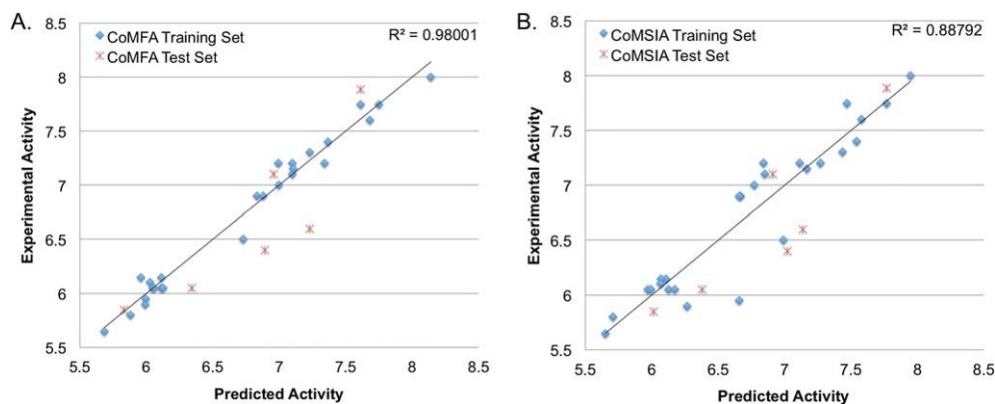 A.
CoMFA Training Set
CoMFA Test Set
R² = 0.98001
Experimental Activity
8.5
8
7.5
7
6.5
6
5.5
5.5 6 6.5 7 7.5 8 8.5
Predicted Activity
B.
CoMSIA Training Set
CoMSIA Test Set
R² = 0.88792
Experimental Activity
8.5
8
7.5
7
6.5
6
5.5
5.5 6 6.5 7 7.5 8 8.5
Predicted Activity